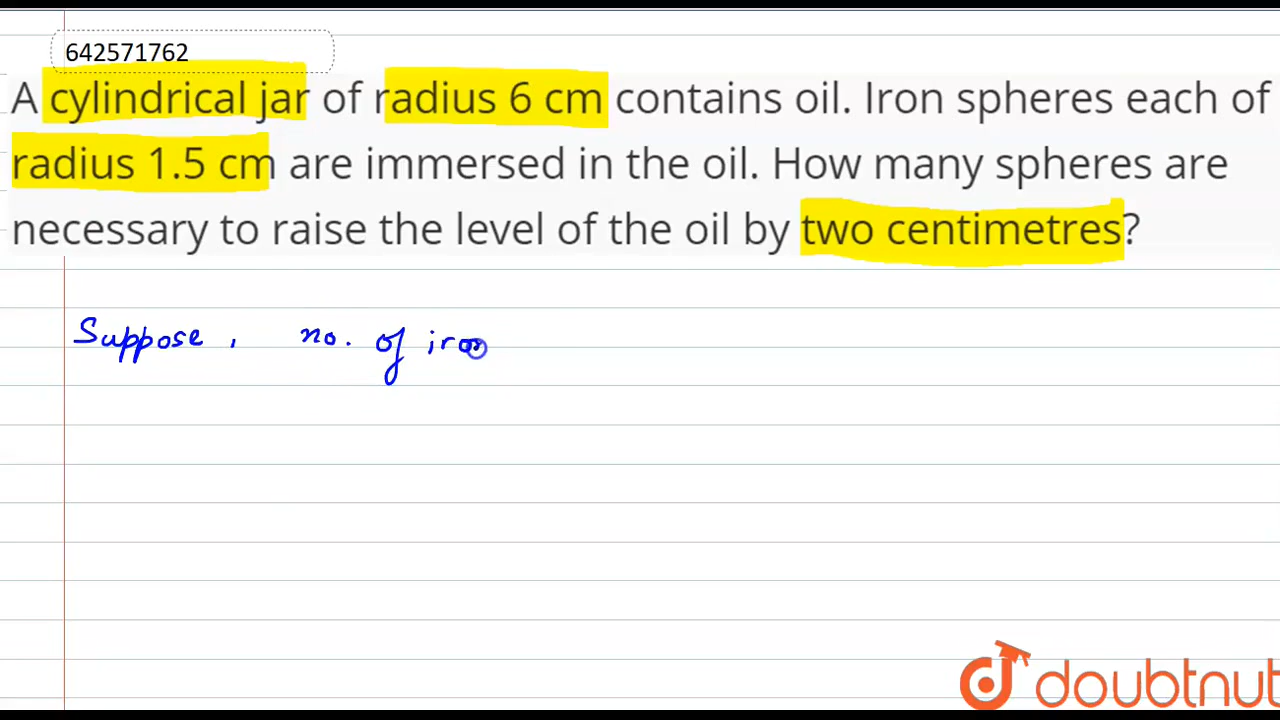 642571762
A cylindrical jar of radius 6 cm contains oil. Iron spheres each of
radius 1.5 cm are immersed in the oil. How many spheres are
necessary to raise the level of the oil by two centimetres?
Suppose, no. of iron
doubtnut